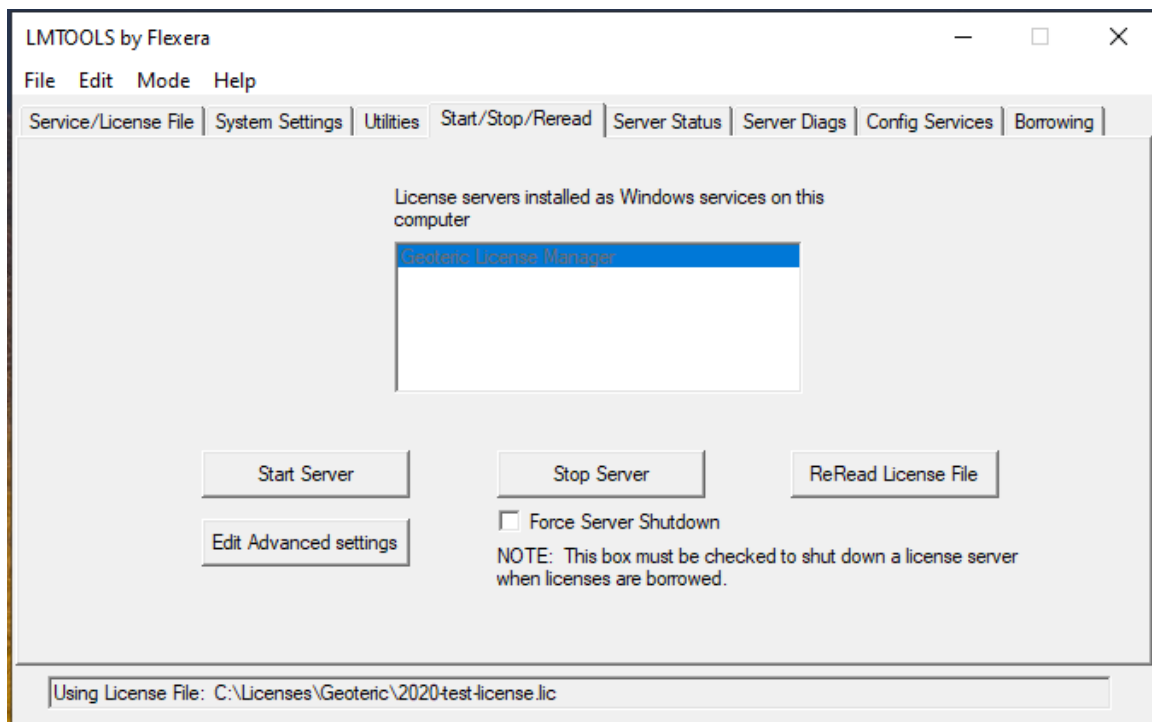 LMTOOLS by Flexera
File Edit Mode Help
Service/License File System Settings Utilities Start/Stop/Reread Server Status Server Diags Config Services Borrowing
License servers installed as Windows services on this
computer
Geoteric License Manager
Start Server Stop Server ReRead License File
Edit Advanced settings
Force Server Shutdown
NOTE: This box must be checked to shut down a license server
when licenses are borrowed.
Using License File: C:\Licenses\Geoteric\2020-test-license.lic